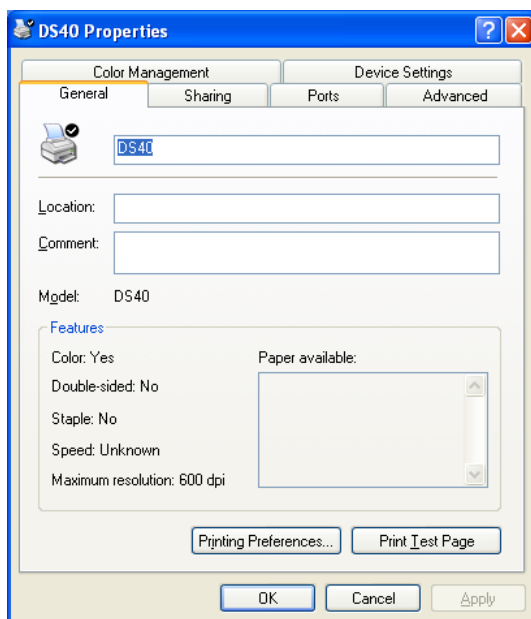 DS40 Properties
Color Management Device Settings
General Sharing Ports Advanced
DS40
Location:
Comment:
Model: DS40
Features
Color: Yes Paper available:
Double-sided: No
Staple: No
Speed: Unknown
Maximum resolution: 600 dpi
Printing Preferences... Print Test Page
OK Cancel Apply